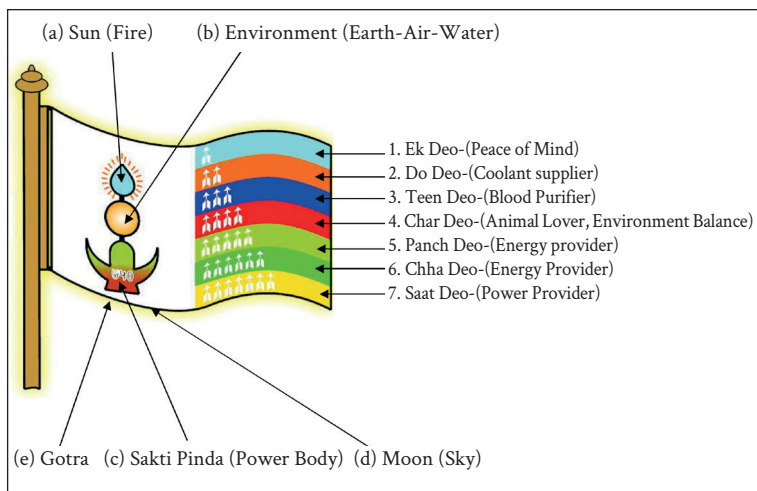 (a) Sun (Fire)
(b) Environment (Earth-Air-Water)
1. Ek Deo-(Peace of Mind)
2. Do Deo-(Coolant supplier)
3. Teen Deo-(Blood Purifier)
4. Char Deo-(Animal Lover, Environment Balance)
5. Panch Deo-(Energy provider)
6. Chha Deo-(Energy Provider)
7. Saat Deo-(Power Provider)
(e) Gotra
(c) Sakti Pinda (Power Body)
(d) Moon (Sky)